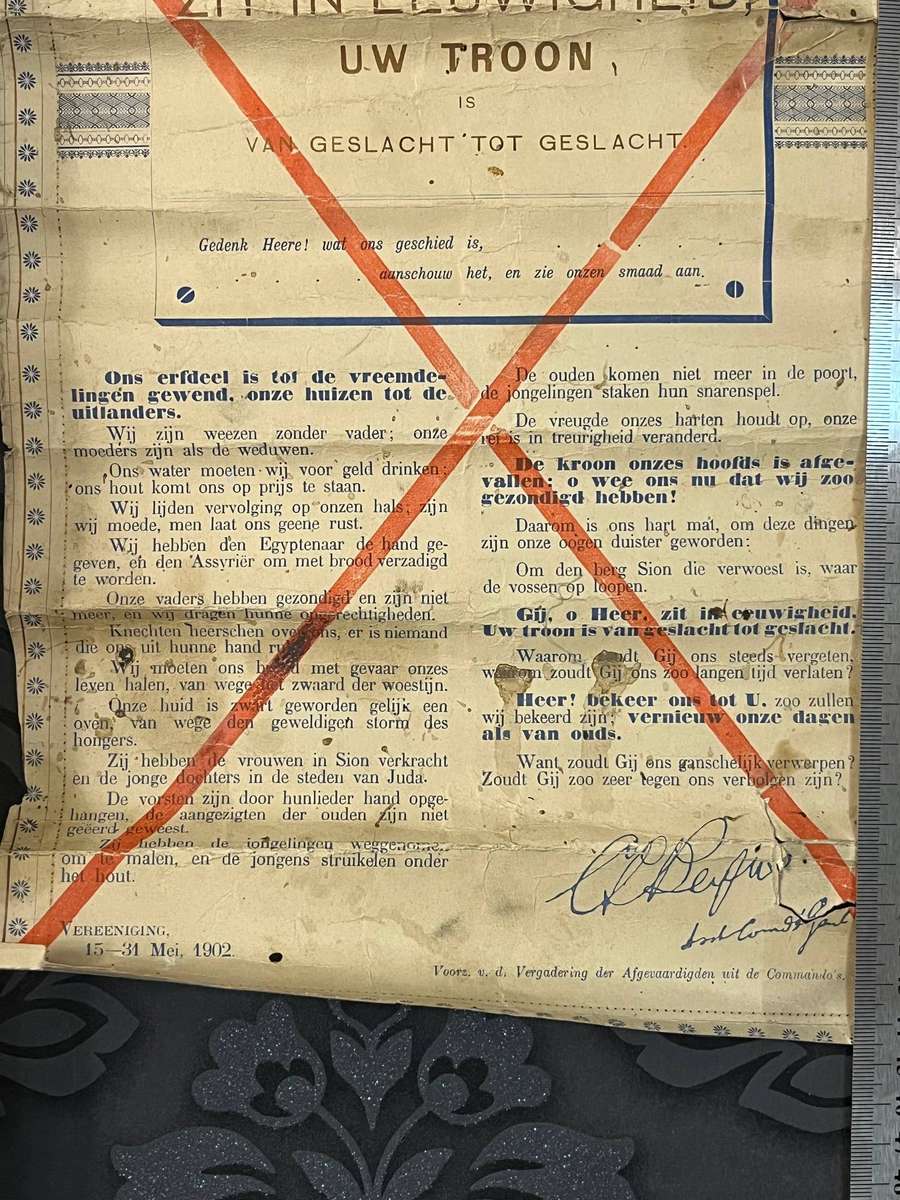 ZIT IN EEUWIGHEID,
UW TROON,
IS
VAN GESLACHT TOT GESLACHT.
Gedenk Heere! wat ons geschied is, . . . . .
. . . . . . aanschouw het, en zie onzen smaad aan.
Ons erfdeel is tot de vreemde-
lingen gewend, onze huizen tot de
uitlanders.
Wij zijn weezen zonder vader; onze
moeders zijn als de weduwen.
Ons water moeten wij voor geld drinken;
ons hout komt ons op prijs te staan.
Wij lijden vervolging op onzen hals; zijn
wij moede, men laat ons geene rust.
Wij hebben den Egyptenaar de hand ge-
geven, en den Assyriër om met brood verzadigd
te worden.
Onze vaders hebben gezondigd en zijn niet
meer, en wij dragen hunne ongerechtigheden.
Knechten heerschen over ons, er is niemand
die ons uit hunne hand
Wij moeten ons brood met gevaar onzes
leven halen, van wege het zwaard der woestijn.
Onze huid is zwart geworden gelijk een
oven, van wege den geweldigen storm des
hongers.
Zij hebben de vrouwen in Sion verkracht
en de jonge dochters in de steden van Juda.
De vorsten zijn door hunlieder hand opge-
hangen, de aangezigten der ouden zijn niet
geëerd geweest.
Zij hebben de jongelingen weggenomen
om te malen, en de jongens struikelen onder
het hout.
VEREENIGING,
15—31 Mei, 1902.
De ouden komen niet meer in de poort,
de jongelingen staken hun snarenspel.
De vreugde onzes harten houdt op, onze
rei is in treurigheid veranderd.
De kroon onzes hoofds is afge-
vallen; o wee ons nu dat wij zoo
gezondigd hebben!
Daarom is ons hart mat, om deze dingen
zijn onze oogen duister geworden:
Om den berg Sion die verwoest is, waar
de vossen op loopen.
Gij, o Heer, zit in eeuwigheid.
Uw troon is van geslacht tot geslacht.
Waarom zoudt Gij ons steeds vergeten,
waarom zoudt Gij ons zoo langen tijd verlaten?
Heer! bekeer ons tot U, zoo zullen
wij bekeerd zijn; vernieuw onze dagen
als van ouds.
Want zoudt Gij ons ganschelijk verwerpen?
Zoudt Gij zoo zeer tegen ons verbolgen zijn?
Voorz. v. d. Vergadering der Afgevaardigden uit de Commando's.